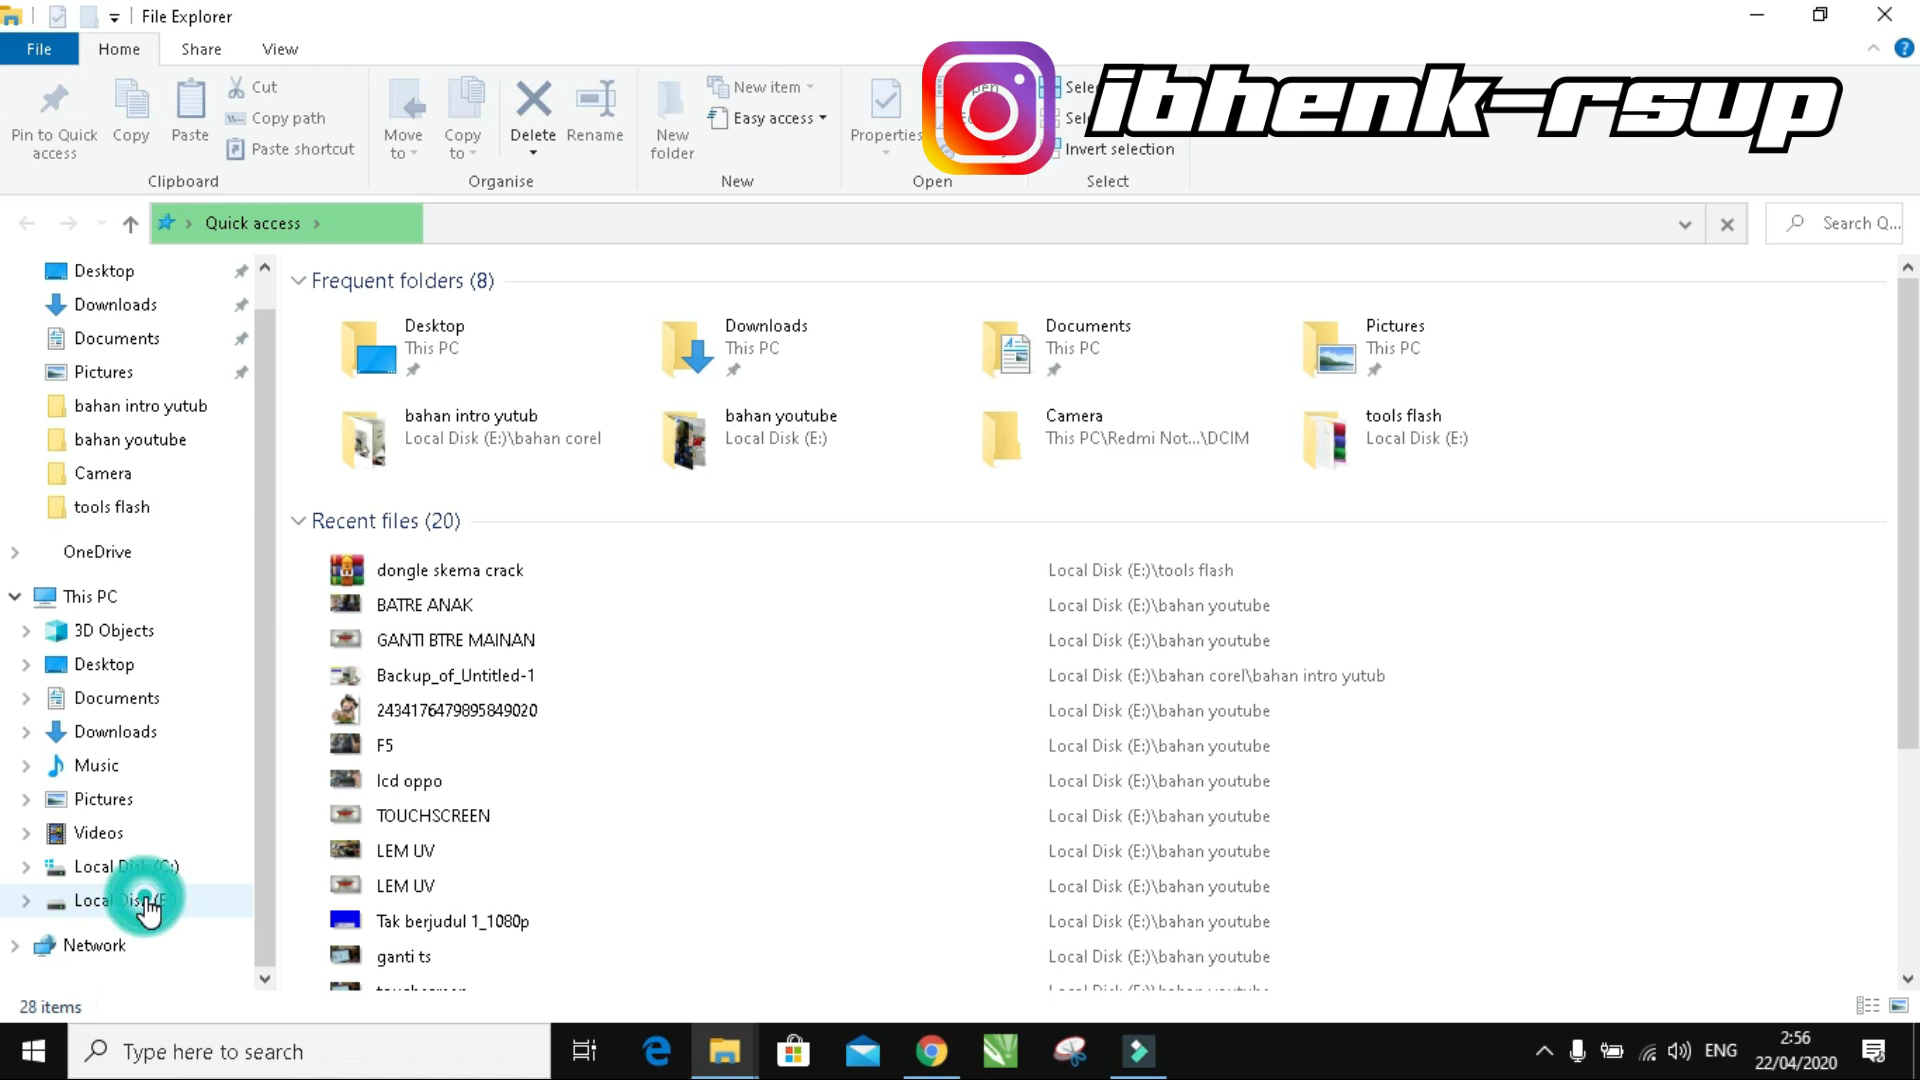 File Explorer
File Home Share View
ibhenk-rsup
Pin to Quick access
Copy
Paste
Cut
Copy path
Paste shortcut
Move to
Copy to
Delete
Rename
New folder
New item
Easy access
Properties
Invert selection
Clipboard Organise New Open Select
Quick access
Search Q...
Desktop
Downloads
Documents
Pictures
bahan intro yutub
bahan youtube
Camera
tools flash
OneDrive
This PC
3D Objects
Desktop
Documents
Downloads
Music
Pictures
Videos
Local Disk (C:)
Local Disk (E:)
Network
Frequent folders (8)
Desktop
This PC
Downloads
This PC
Documents
This PC
Pictures
This PC
bahan intro yutub
Local Disk (E:)\bahan corel
bahan youtube
Local Disk (E:)
Camera
This PC\Redmi Not...\DCIM
tools flash
Local Disk (E:)
Recent files (20)
dongle skema crack Local Disk (E:)\tools flash
BATRE ANAK Local Disk (E:)\bahan youtube
GANTI BTRE MAINAN Local Disk (E:)\bahan youtube
Backup_of_Untitled-1 Local Disk (E:)\bahan corel\bahan intro yutub
2434176479895849020 Local Disk (E:)\bahan youtube
F5 Local Disk (E:)\bahan youtube
lcd oppo Local Disk (E:)\bahan youtube
TOUCHSCREEN Local Disk (E:)\bahan youtube
LEM UV Local Disk (E:)\bahan youtube
LEM UV Local Disk (E:)\bahan youtube
Tak berjudul 1_1080p Local Disk (E:)\bahan youtube
ganti ts Local Disk (E:)\bahan youtube
28 items
Type here to search
ENG
2:56
22/04/2020